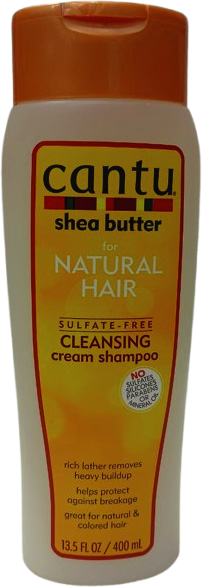 cantu
shea butter
for
NATURAL
HAIR
SULFATE-FREE
CLEANSING
cream shampoo
NO
SULFATES
SILICONES
PARABENS
OR
MINERAL OIL
rich lather removes
heavy buildup
helps protect
against breakage
great for natural &
colored hair
13.5 FL OZ / 400 mL